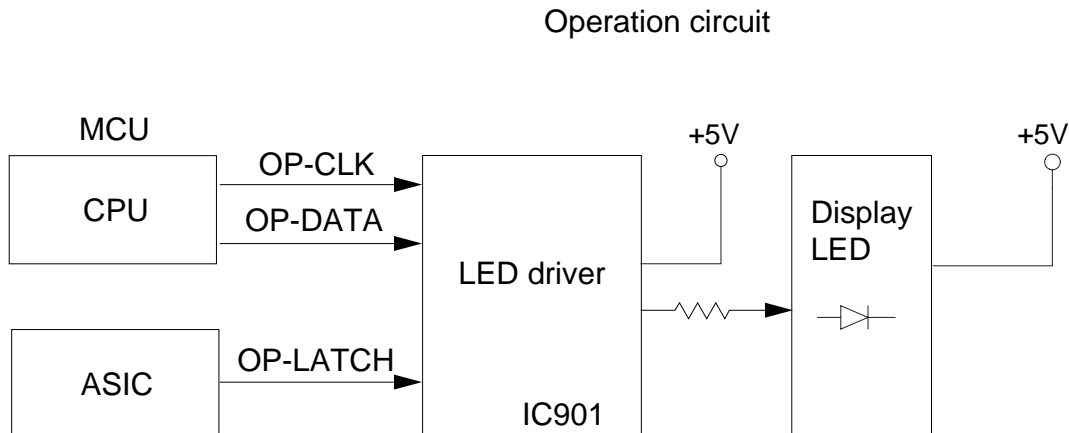 Operation circuit
MCU
CPU
OP-CLK
OP-DATA
ASIC
OP-LATCH
LED driver
IC901
+5V
Display
LED
+5V